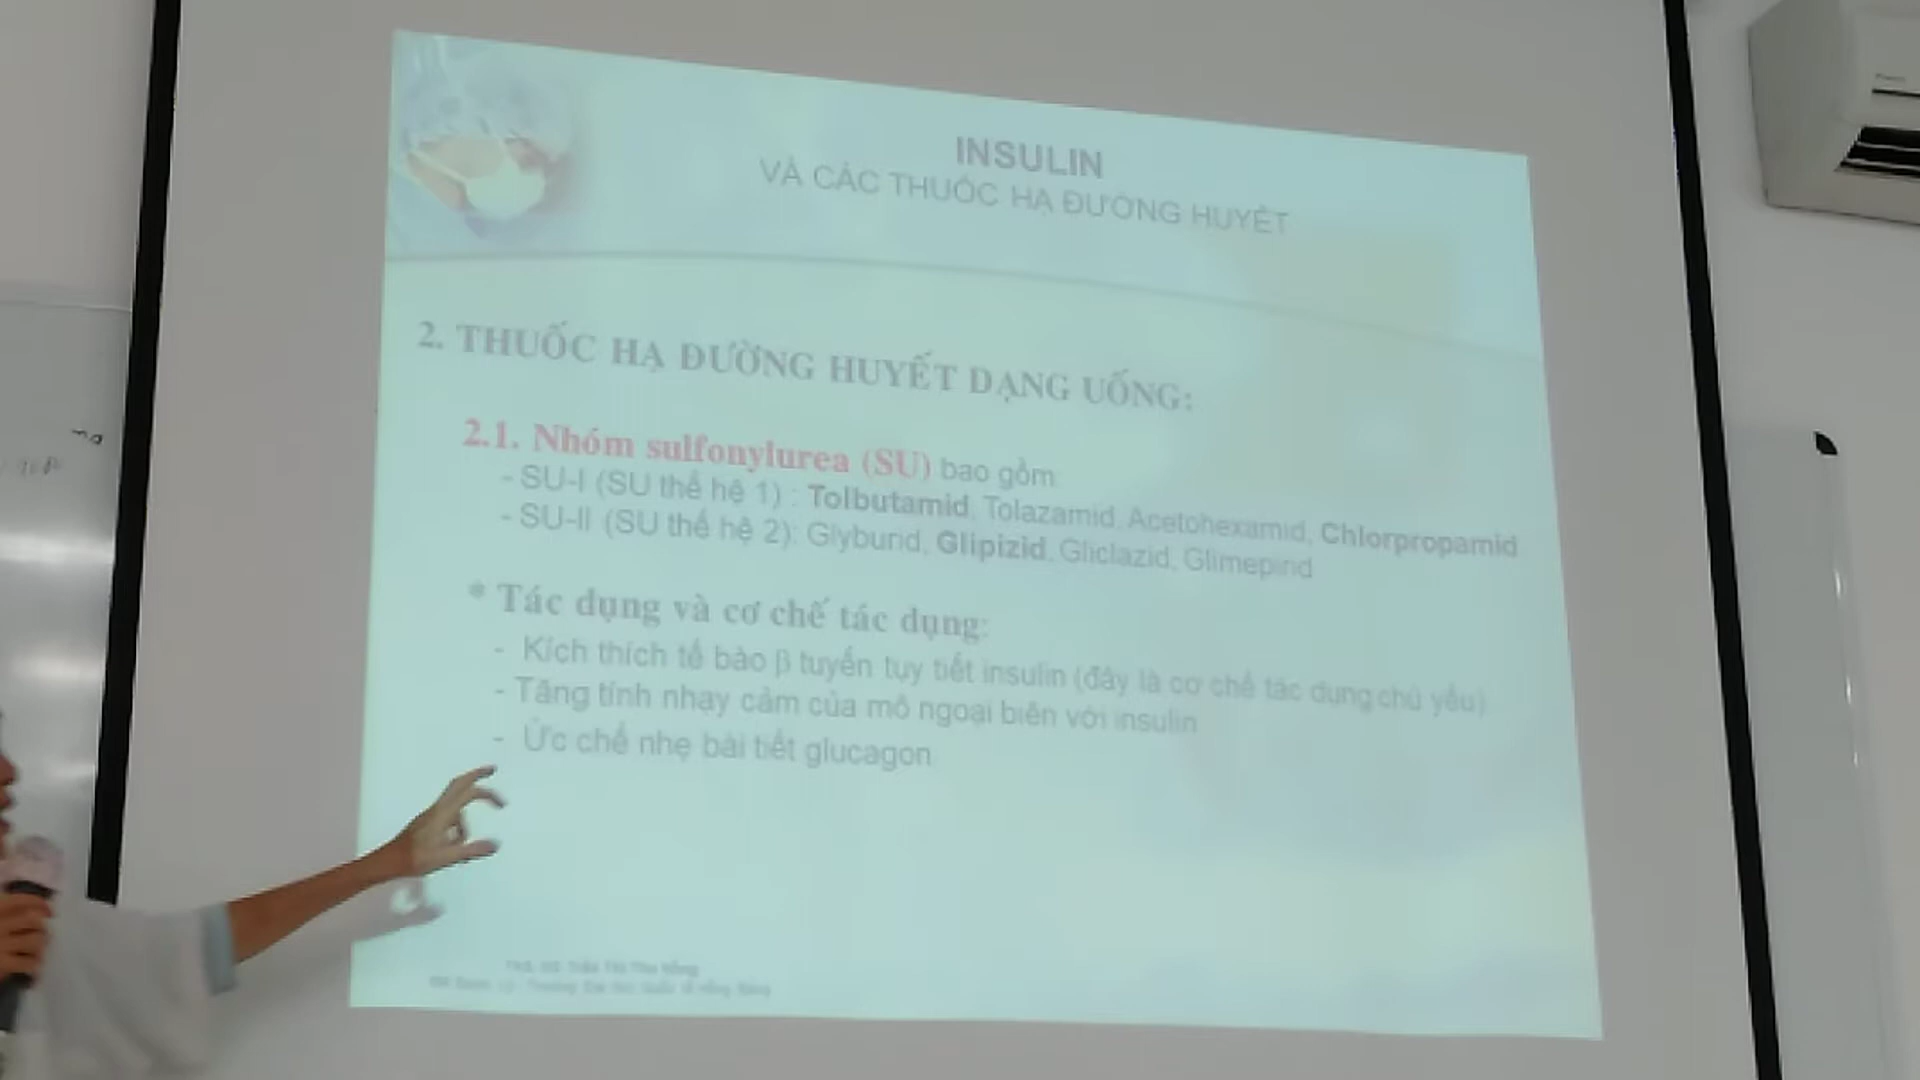 INSULIN
VÀ CÁC THUỐC HẠ ĐƯỜNG HUYẾT
2. THUỐC HẠ ĐƯỜNG HUYẾT DẠNG UỐNG:
2.1. Nhóm sulfonylurea (SU) bao gồm
- SU-I (SU thế hệ 1) : Tolbutamid, Tolazamid, Acetohexamid, Chlorpropamid
- SU-II (SU thế hệ 2): Glyburid, Glipizid, Gliclazid, Glimepirid
* Tác dụng và cơ chế tác dụng:
- Kích thích tế bào β tuyến tụy tiết insulin (đây là cơ chế tác dụng chủ yếu)
- Tăng tính nhạy cảm của mô ngoại biên với insulin
- Ức chế nhẹ bài tiết glucagon